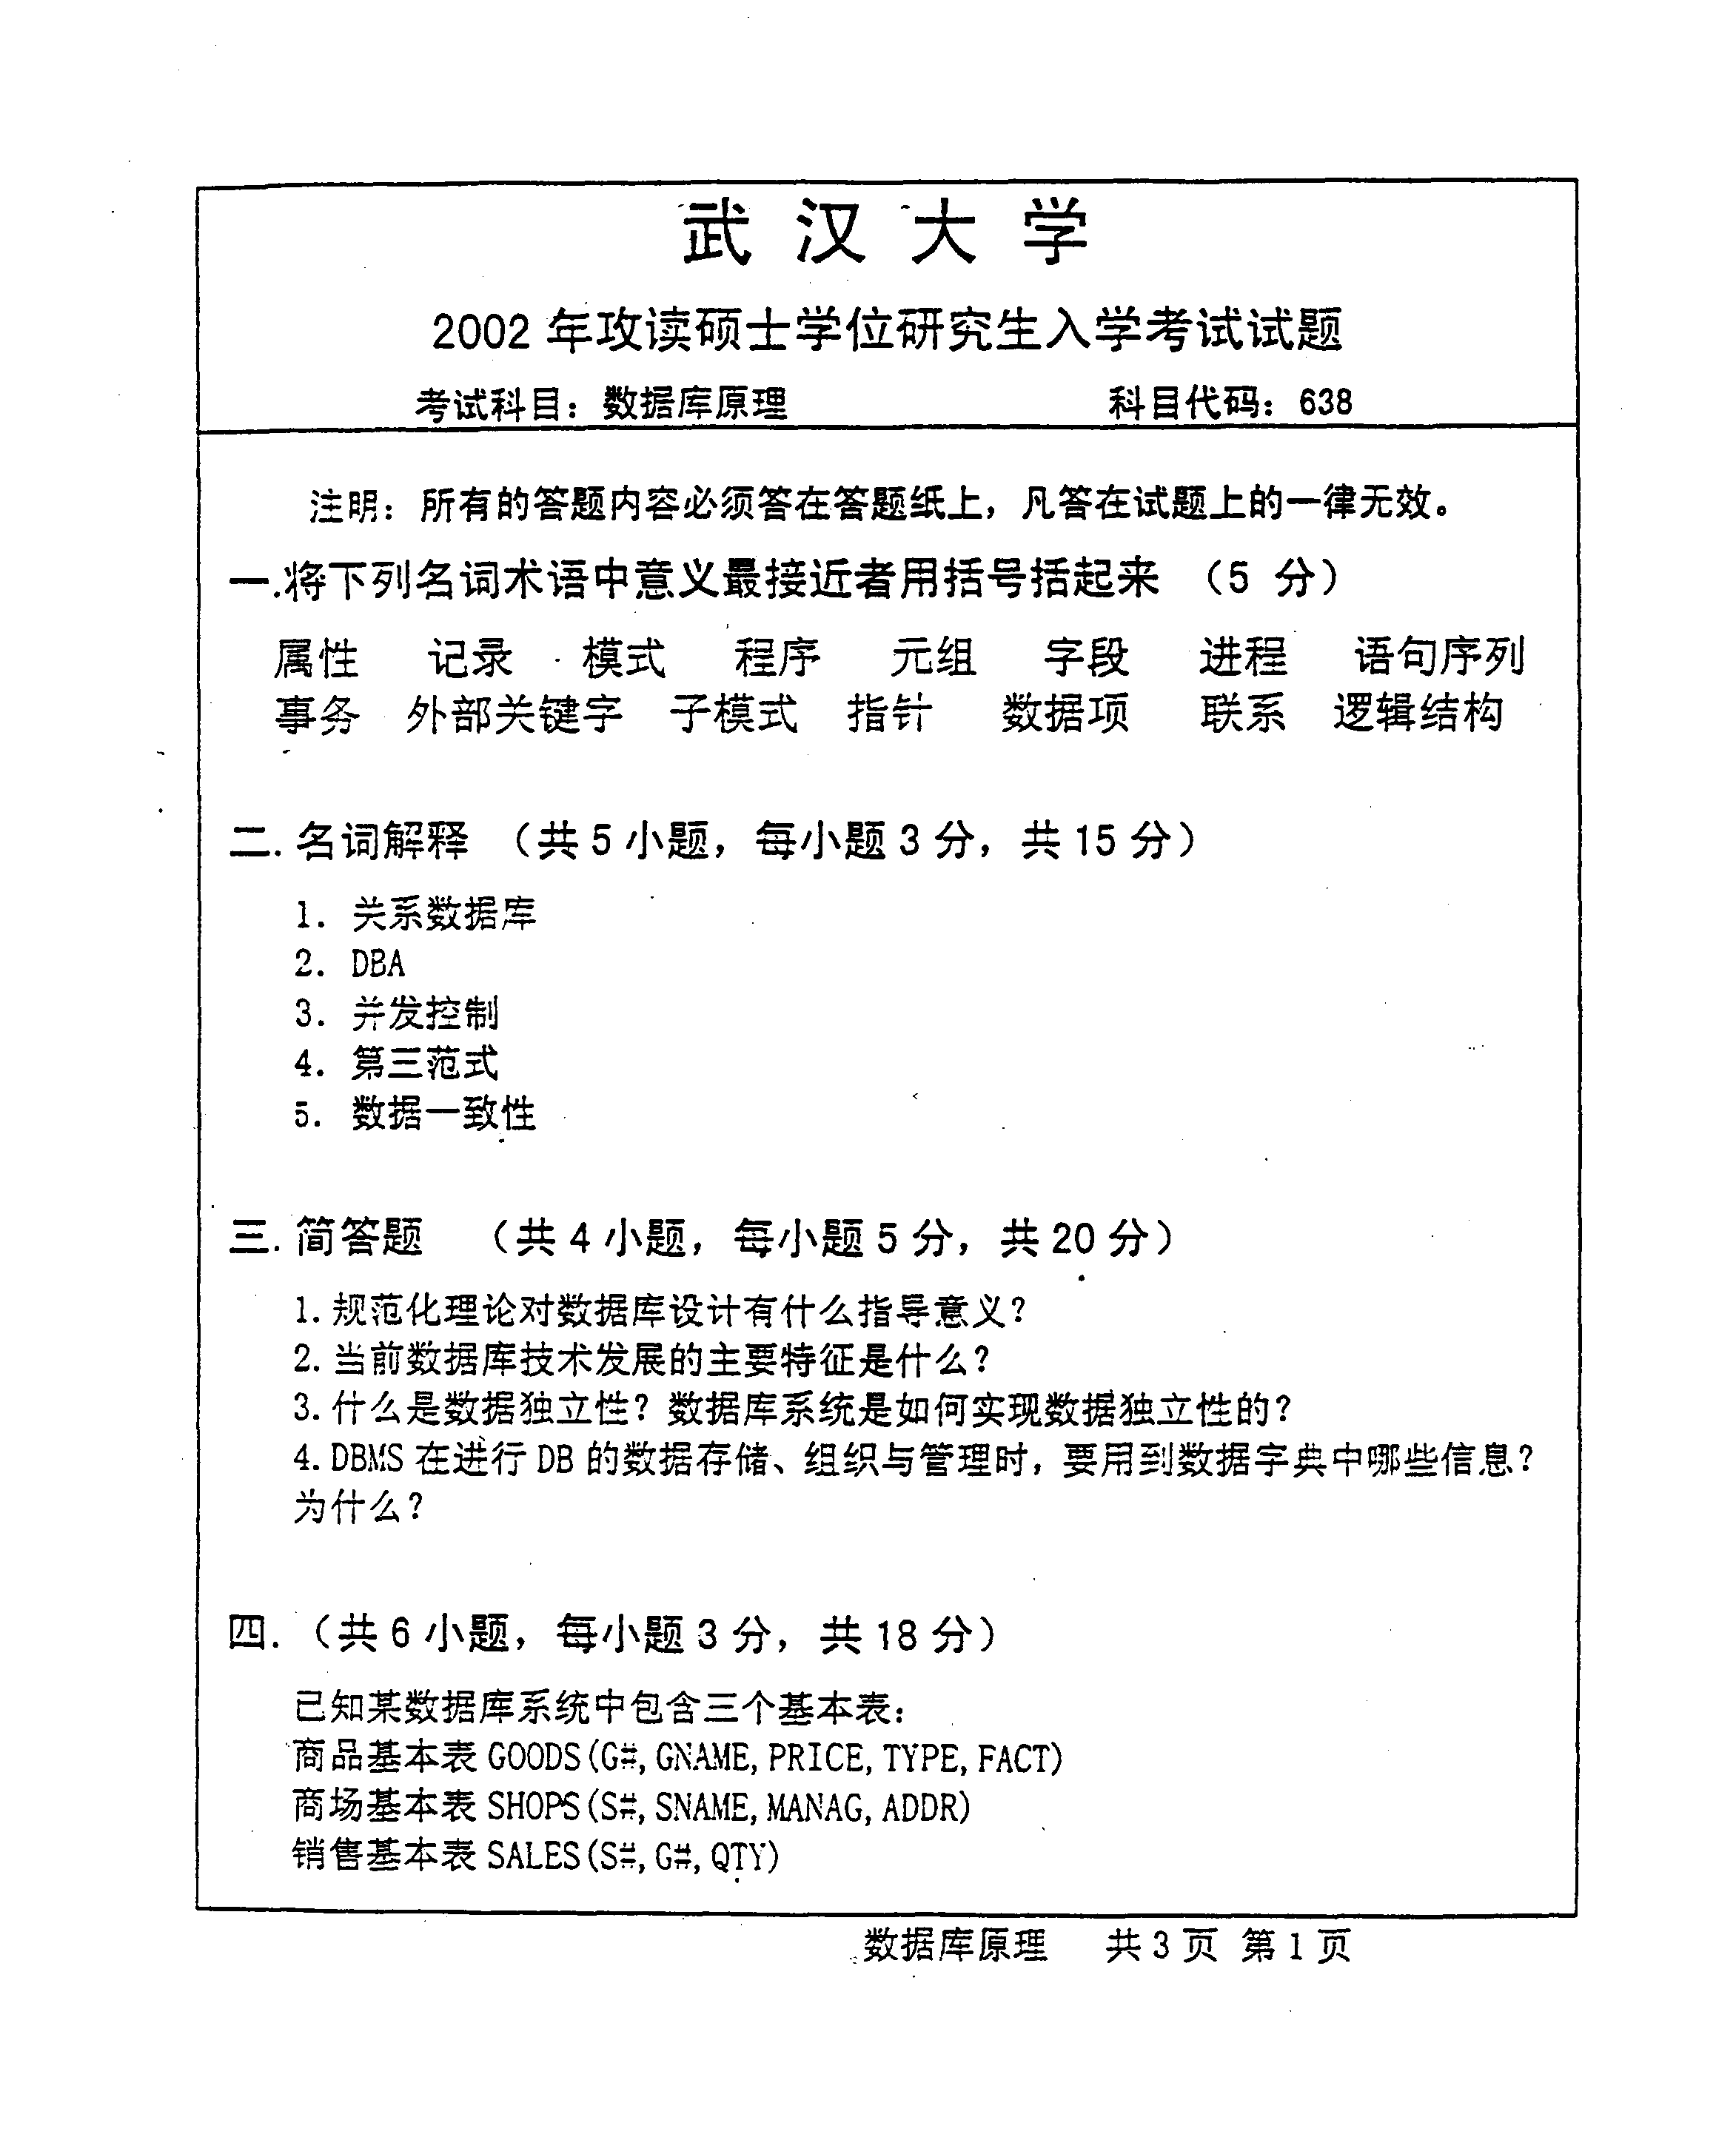 武汉大学
2002 年攻读硕士学位研究生入学考试试题
考试科目：数据库原理 科目代码：638
注明：所有的答题内容必须答在答题纸上，凡答在试题上的一律无效。
一.将下列名词术语中意义最接近者用括号括起来 （5 分）
属性 记录 模式 程序 元组 字段 进程 语句序列
事务 外部关键字 子模式 指针 数据项 联系 逻辑结构
二. 名词解释 （共 5 小题，每小题 3 分，共 15 分）
1. 关系数据库
2. DBA
3. 并发控制
4. 第三范式
5. 数据一致性
三. 简答题 （共 4 小题，每小题 5 分，共 20 分）
1. 规范化理论对数据库设计有什么指导意义？
2. 当前数据库技术发展的主要特征是什么？
3. 什么是数据独立性？数据库系统是如何实现数据独立性的？
4. DBMS 在进行 DB 的数据存储、组织与管理时，要用到数据字典中哪些信息？
为什么？
四.（共 6 小题，每小题 3 分，共 18 分）
已知某数据库系统中包含三个基本表：
商品基本表 GOODS(G#, GNAME, PRICE, TYPE, FACT)
商场基本表 SHOPS(S#, SNAME, MANAG, ADDR)
销售基本表 SALES(S#, G#, QTY)
数据库原理 共 3 页 第 1 页